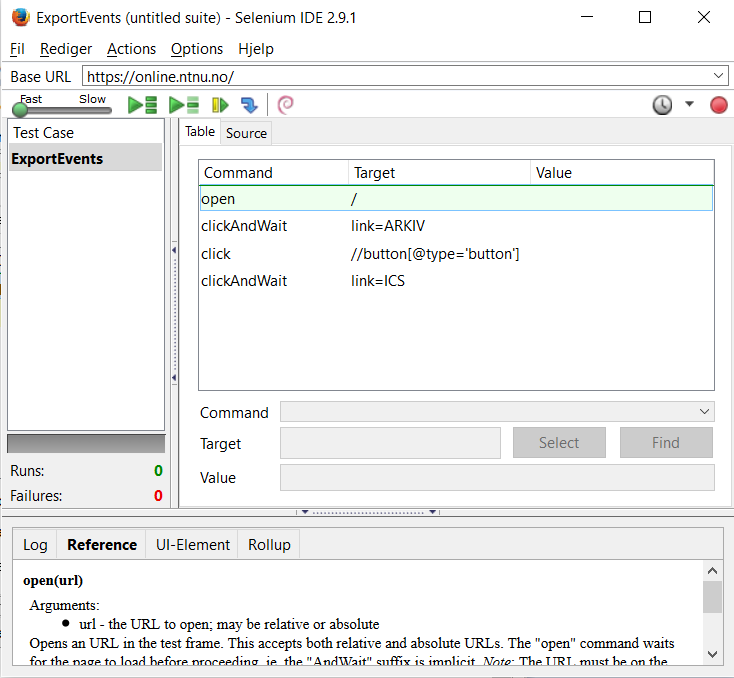 ExportEvents (untitled suite) - Selenium IDE 2.9.1
Fil Rediger Actions Options Hjelp
Base URL https://online.ntnu.no/
Fast Slow
Test Case
ExportEvents
Table Source
Command Target Value
open /
clickAndWait link=ARKIV
click //button[@type='button']
clickAndWait link=ICS
Command
Target Select Find
Value
Runs: 0
Failures: 0
Log Reference UI-Element Rollup
open(url)
Arguments:
● url - the URL to open; may be relative or absolute
Opens an URL in the test frame. This accepts both relative and absolute URLs. The "open" command waits
for the page to load before proceeding, ie. the "AndWait" suffix is implicit. Note: The URL must be on the